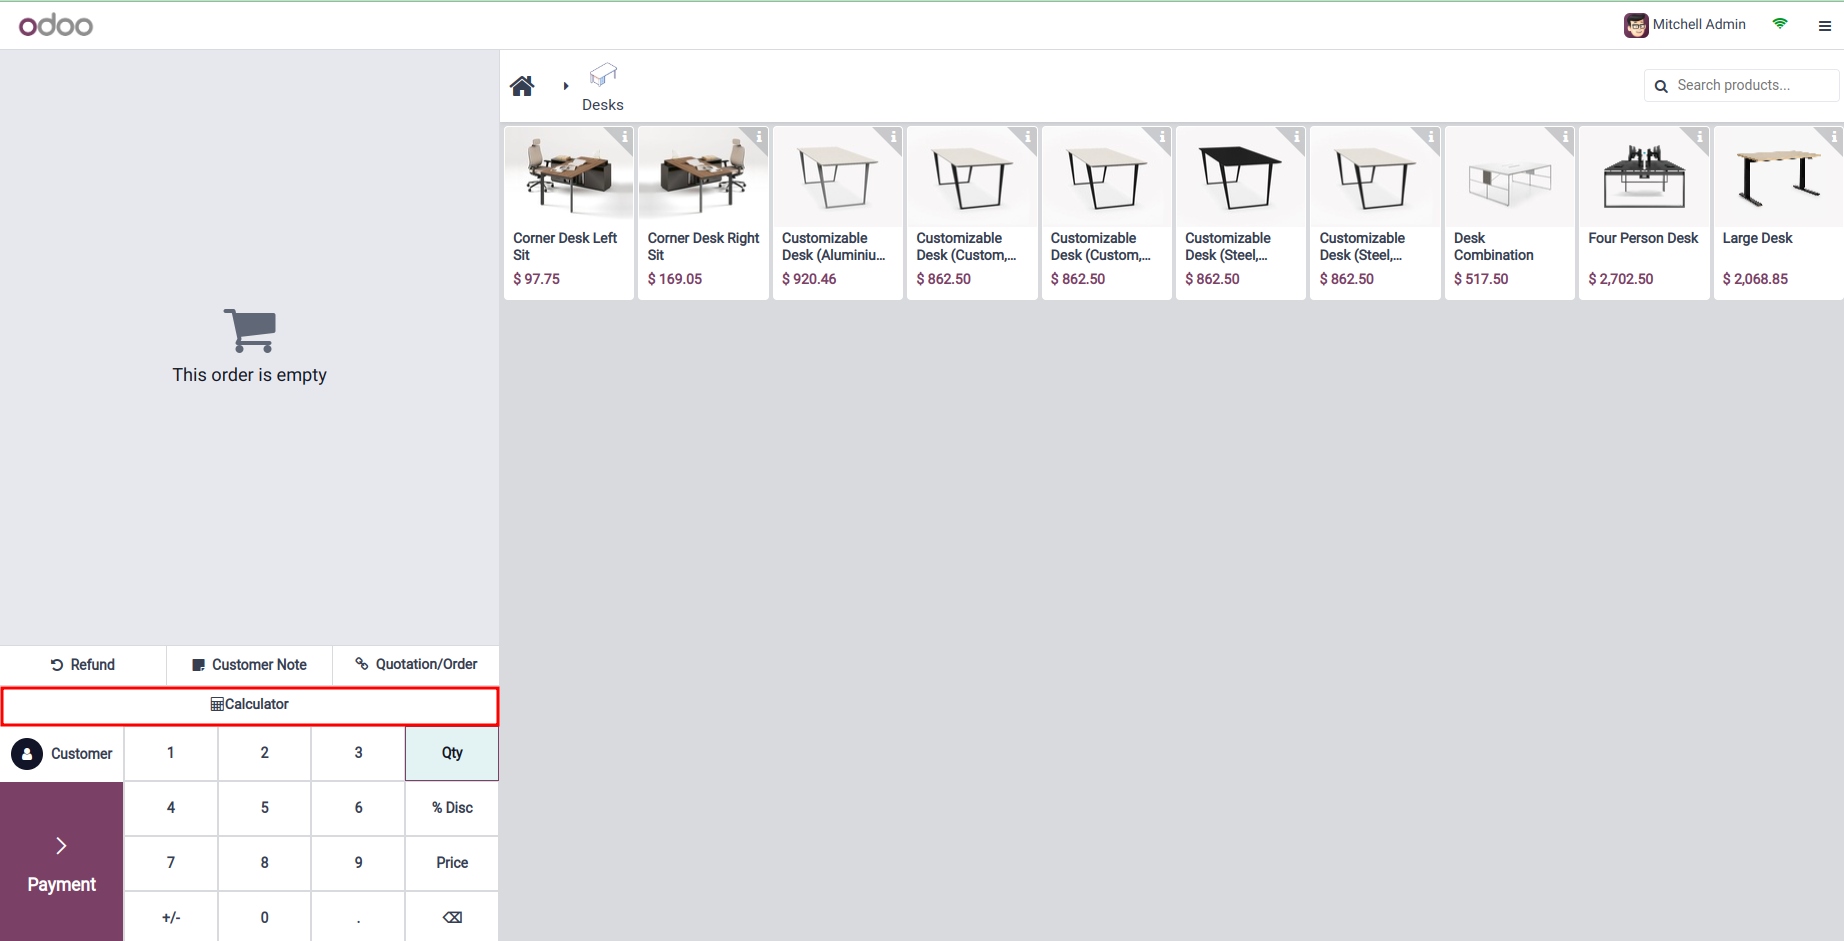 odoo
Mitchell Admin
Desks
Search products...
Corner Desk Left
Sit
$ 97.75
Corner Desk Right
Sit
$ 169.05
Customizable
Desk (Aluminiu...
$ 920.46
Customizable
Desk (Custom,...
$ 862.50
Customizable
Desk (Custom,...
$ 862.50
Customizable
Desk (Steel,...
$ 862.50
Customizable
Desk (Steel,...
$ 862.50
Desk
Combination
$ 517.50
Four Person Desk
$ 2,702.50
Large Desk
$ 2,068.85
This order is empty
Refund
Customer Note
Quotation/Order
Calculator
Customer
1
2
3
Qty
4
5
6
% Disc
7
8
9
Price
Payment
+/-
0
.